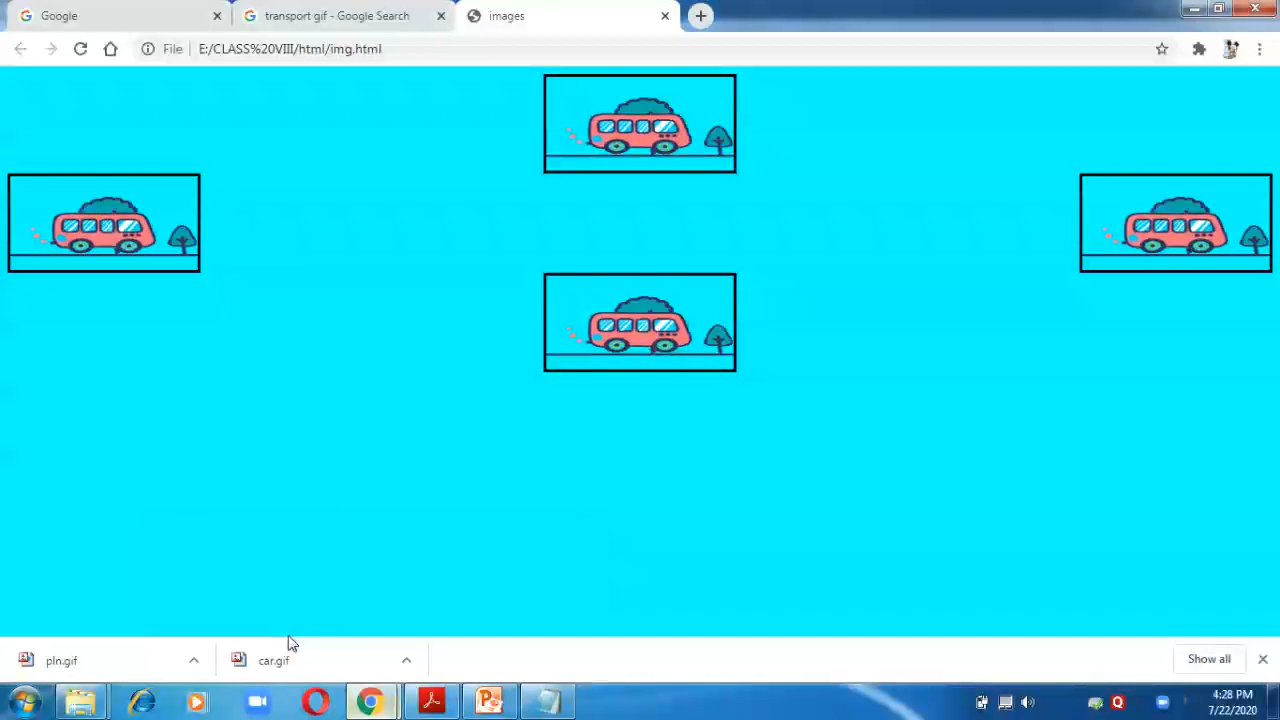 Google
transport gif - Google Search
images
File
E:/CLASS%20VIII/html/img.html
pln.gif
car.gif
Show all
4:28 PM
7/22/2020